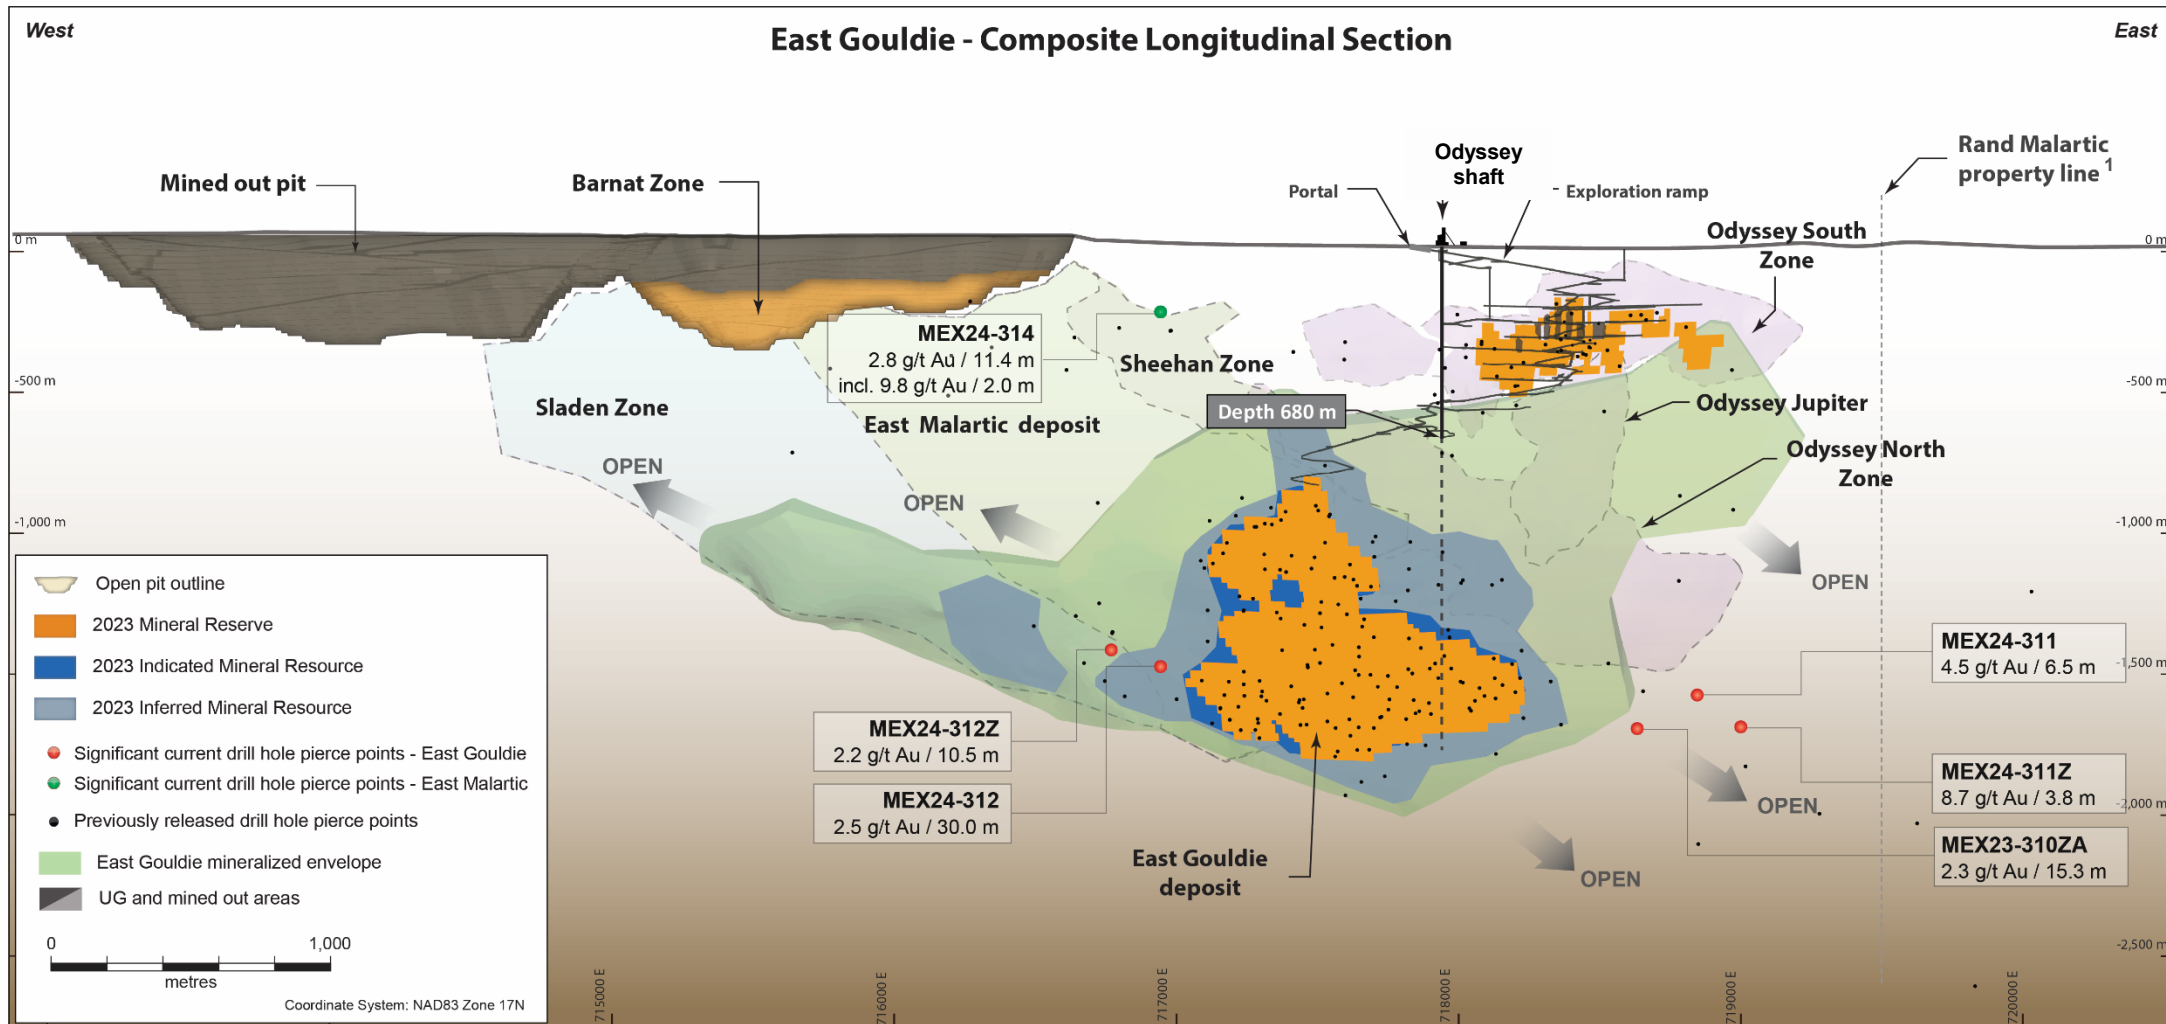 West
East Gouldie - Composite Longitudinal Section
East
Mined out pit
Barnat Zone
Portal
Odyssey
shaft
Exploration ramp
Rand Malartic
property line 1
Odyssey South
Zone
0 m
0 m
MEX24-314
2.8 g/t Au / 11.4 m
incl. 9.8 g/t Au / 2.0 m
Sheehan Zone
-500 m
-500 m
Sladen Zone
East Malartic deposit
Depth 680 m
Odyssey Jupiter
Odyssey North
Zone
OPEN
OPEN
-1,000 m
-1,000 m
OPEN
Open pit outline
2023 Mineral Reserve
2023 Indicated Mineral Resource
2023 Inferred Mineral Resource
Significant current drill hole pierce points - East Gouldie
Significant current drill hole pierce points - East Malartic
Previously released drill hole pierce points
East Gouldie mineralized envelope
UG and mined out areas
0
1,000
metres
Coordinate System: NAD83 Zone 17N
MEX24-311
4.5 g/t Au / 6.5 m
-1,500 m
MEX24-312Z
2.2 g/t Au / 10.5 m
MEX24-312
2.5 g/t Au / 30.0 m
MEX24-311Z
8.7 g/t Au / 3.8 m
OPEN
-2,000 m
MEX23-310ZA
2.3 g/t Au / 15.3 m
East Gouldie
deposit
OPEN
-2,500 m
715000 E
716000 E
717000 E
718000 E
719000 E
720000 E